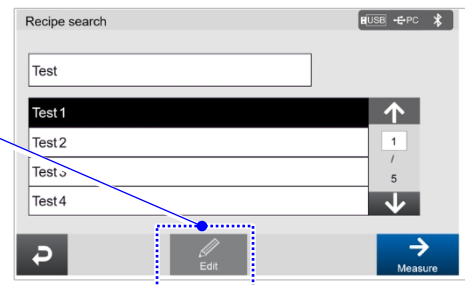 Recipe search
USB PC
Test
Test 1
Test 2
Test 3
Test 4
1
/
5
Edit
Measure